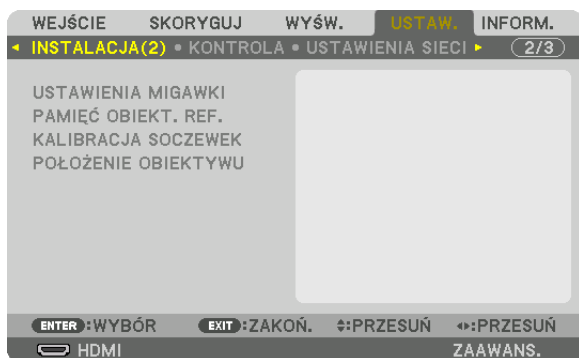 WEJŚCIE SKORYGUJ WYŚW. USTAW. INFORM.
INSTALACJA(2) • KONTROLA • USTAWIENIA SIECI 2/3
USTAWIENIA MIGAWKI
PAMIĘĆ OBIEKT. REF.
KALIBRACJA SOCZEWEK
POŁOŻENIE OBIEKTYWU
ENTER :WYBÓR EXIT :ZAKOŃ. :PRZESUŃ :PRZESUŃ
HDMI ZAAWANS.